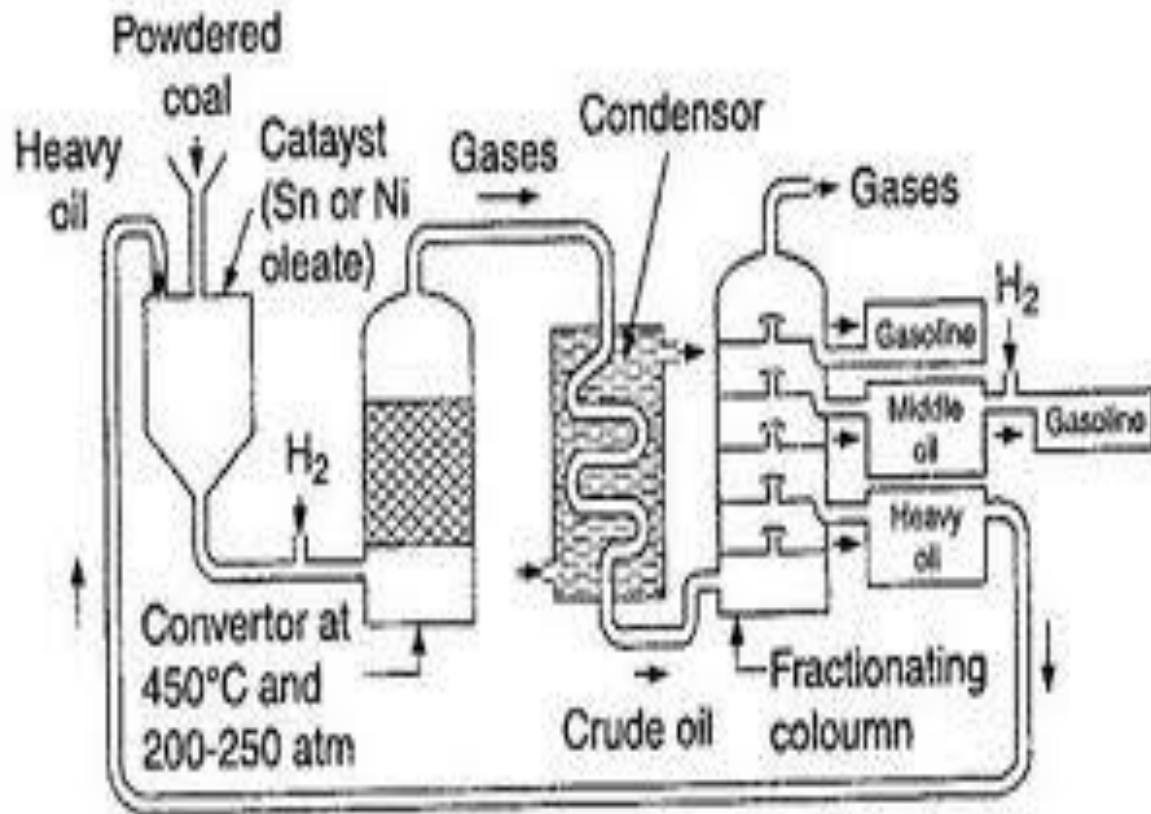 Powdered
coal
Heavy
oil
Catayst
(Sn or Ni
oleate)
Gases
Condensor
Gases
H₂
Gasoline
Middle
oil
Gasoline
Heavy
oil
H₂
Convertor at
450°C and
200-250 atm
Crude oil
Fractionating
coloumn